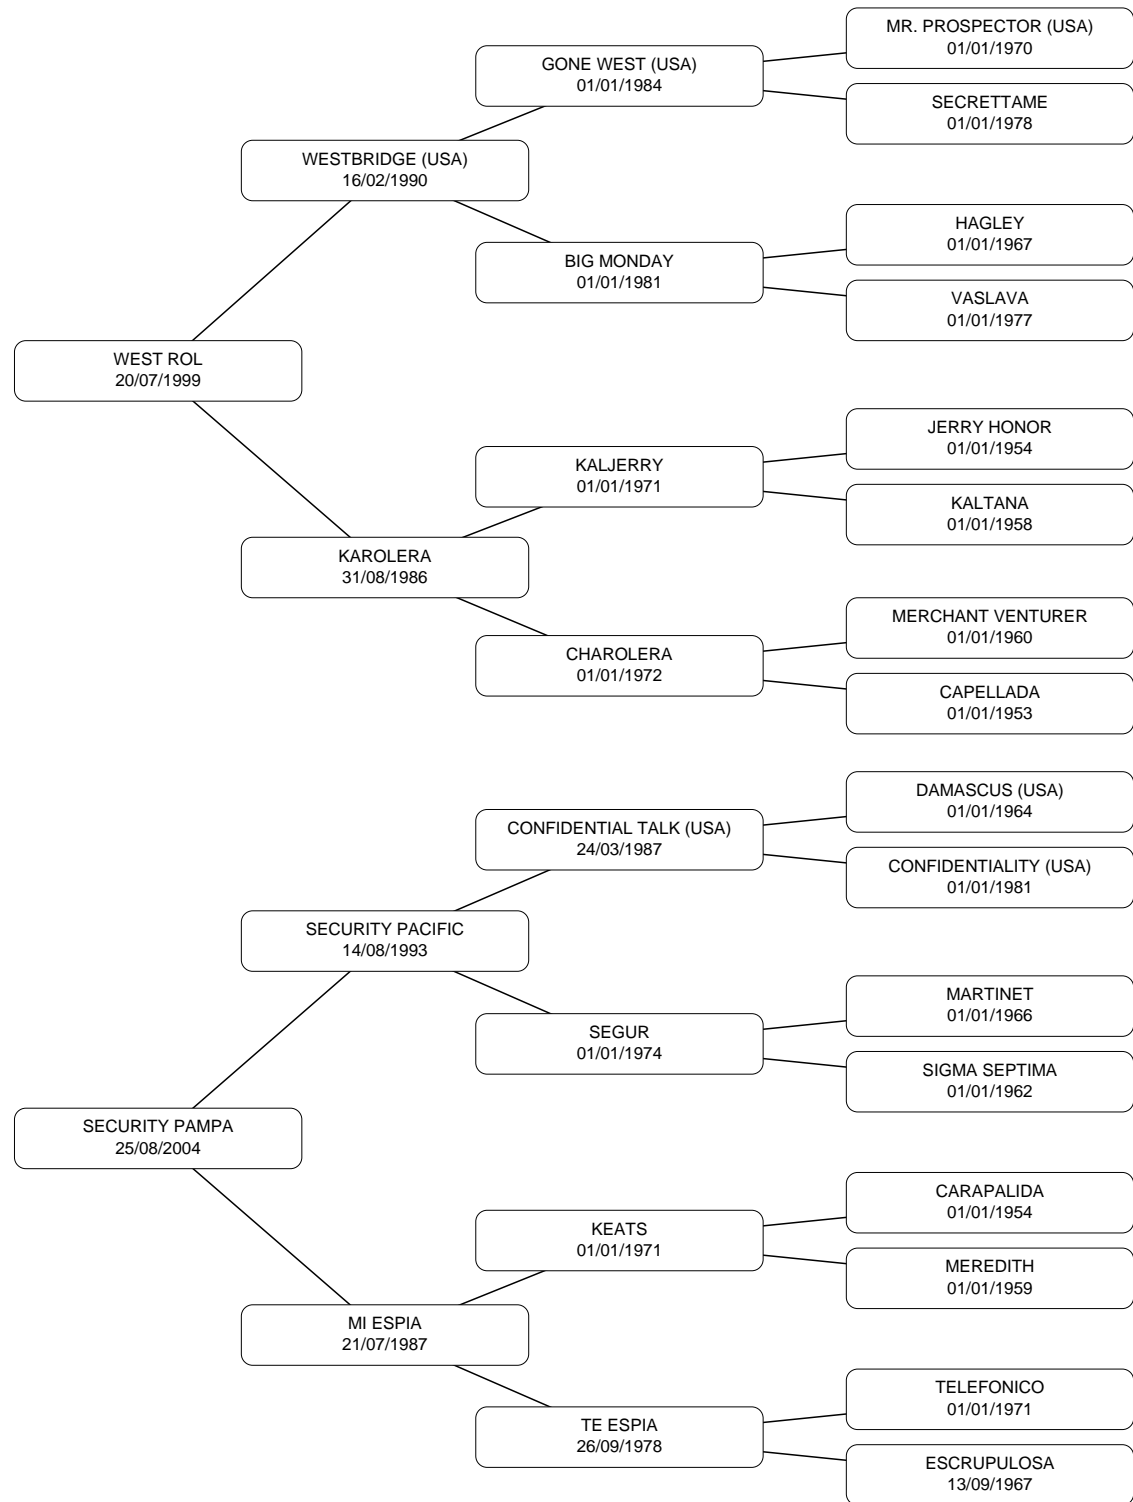 MR. PROSPECTOR (USA)
01/01/1970
GONE WEST (USA)
01/01/1984
SECRETTAME
01/01/1978
WESTBRIDGE (USA)
16/02/1990
HAGLEY
01/01/1967
BIG MONDAY
01/01/1981
VASLAVA
01/01/1977
WEST ROL
20/07/1999
JERRY HONOR
01/01/1954
KALJERRY
01/01/1971
KALTANA
01/01/1958
KAROLERA
31/08/1986
MERCHANT VENTURER
01/01/1960
CHAROLERA
01/01/1972
CAPELLADA
01/01/1953
DAMASCUS (USA)
01/01/1964
CONFIDENTIAL TALK (USA)
24/03/1987
CONFIDENTIALITY (USA)
01/01/1981
SECURITY PACIFIC
14/08/1993
MARTINET
01/01/1966
SEGUR
01/01/1974
SIGMA SEPTIMA
01/01/1962
SECURITY PAMPA
25/08/2004
CARAPALIDA
01/01/1954
KEATS
01/01/1971
MEREDITH
01/01/1959
MI ESPIA
21/07/1987
TELEFONICO
01/01/1971
TE ESPIA
26/09/1978
ESCRUPULOSA
13/09/1967